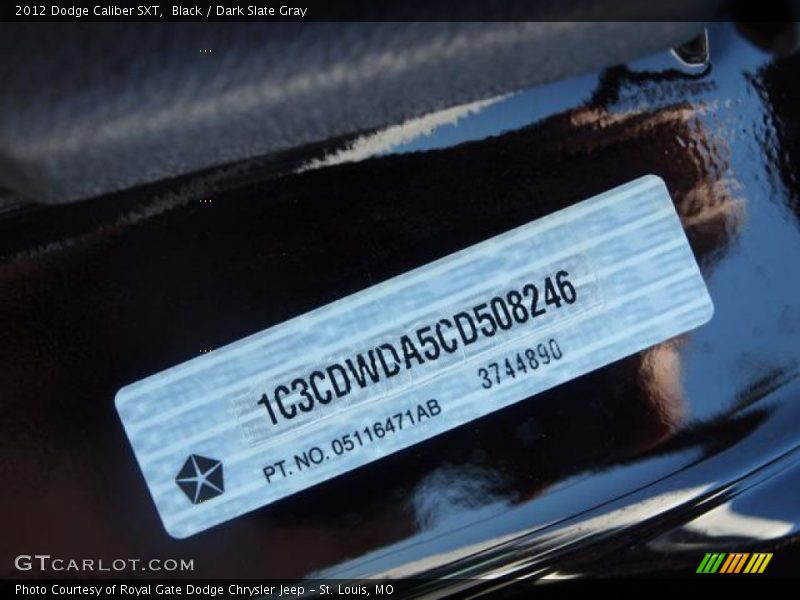 2012 Dodge Caliber SXT,  Black / Dark Slate Gray
1C3CDWDA5CD508246
PT. NO. 05116471AB 3744890
GTCARLOT.COM
Photo Courtesy of Royal Gate Dodge Chrysler Jeep - St. Louis, MO